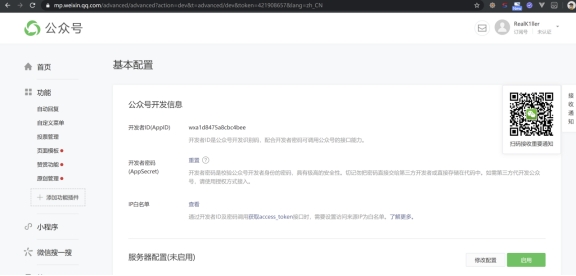 mp.weixin.qq.com/advanced/advanced?action=dev&t=advanced/dev&token=421908657&lang=zh_CN
公众号
RealK1ller
订阅号 未认证
首页
功能
自动回复
自定义菜单
投票管理
页面模板
赞赏功能
原创管理
+ 添加功能插件
小程序
微信搜一搜
基本配置
公众号开发信息
开发者ID(AppID)
wxa1d8475a8cbc4bee
开发者ID是公众号开发识别码，配合开发者密码可调用公众号的接口能力。
开发者密码(AppSecret)
重置
开发者密码是校验公众号开发者身份的密码，具有极高的安全性。切记勿把密码直接交给第三方开发者或直接存储在代码中。如需第三方代开发公众号，请使用授权方式接入。
IP白名单
查看
通过开发者ID及密码调用获取access_token接口时，需要设置访问来源IP为白名单。了解更多。
服务器配置(未启用)
修改配置
启用
扫码接收重要通知
接收通知